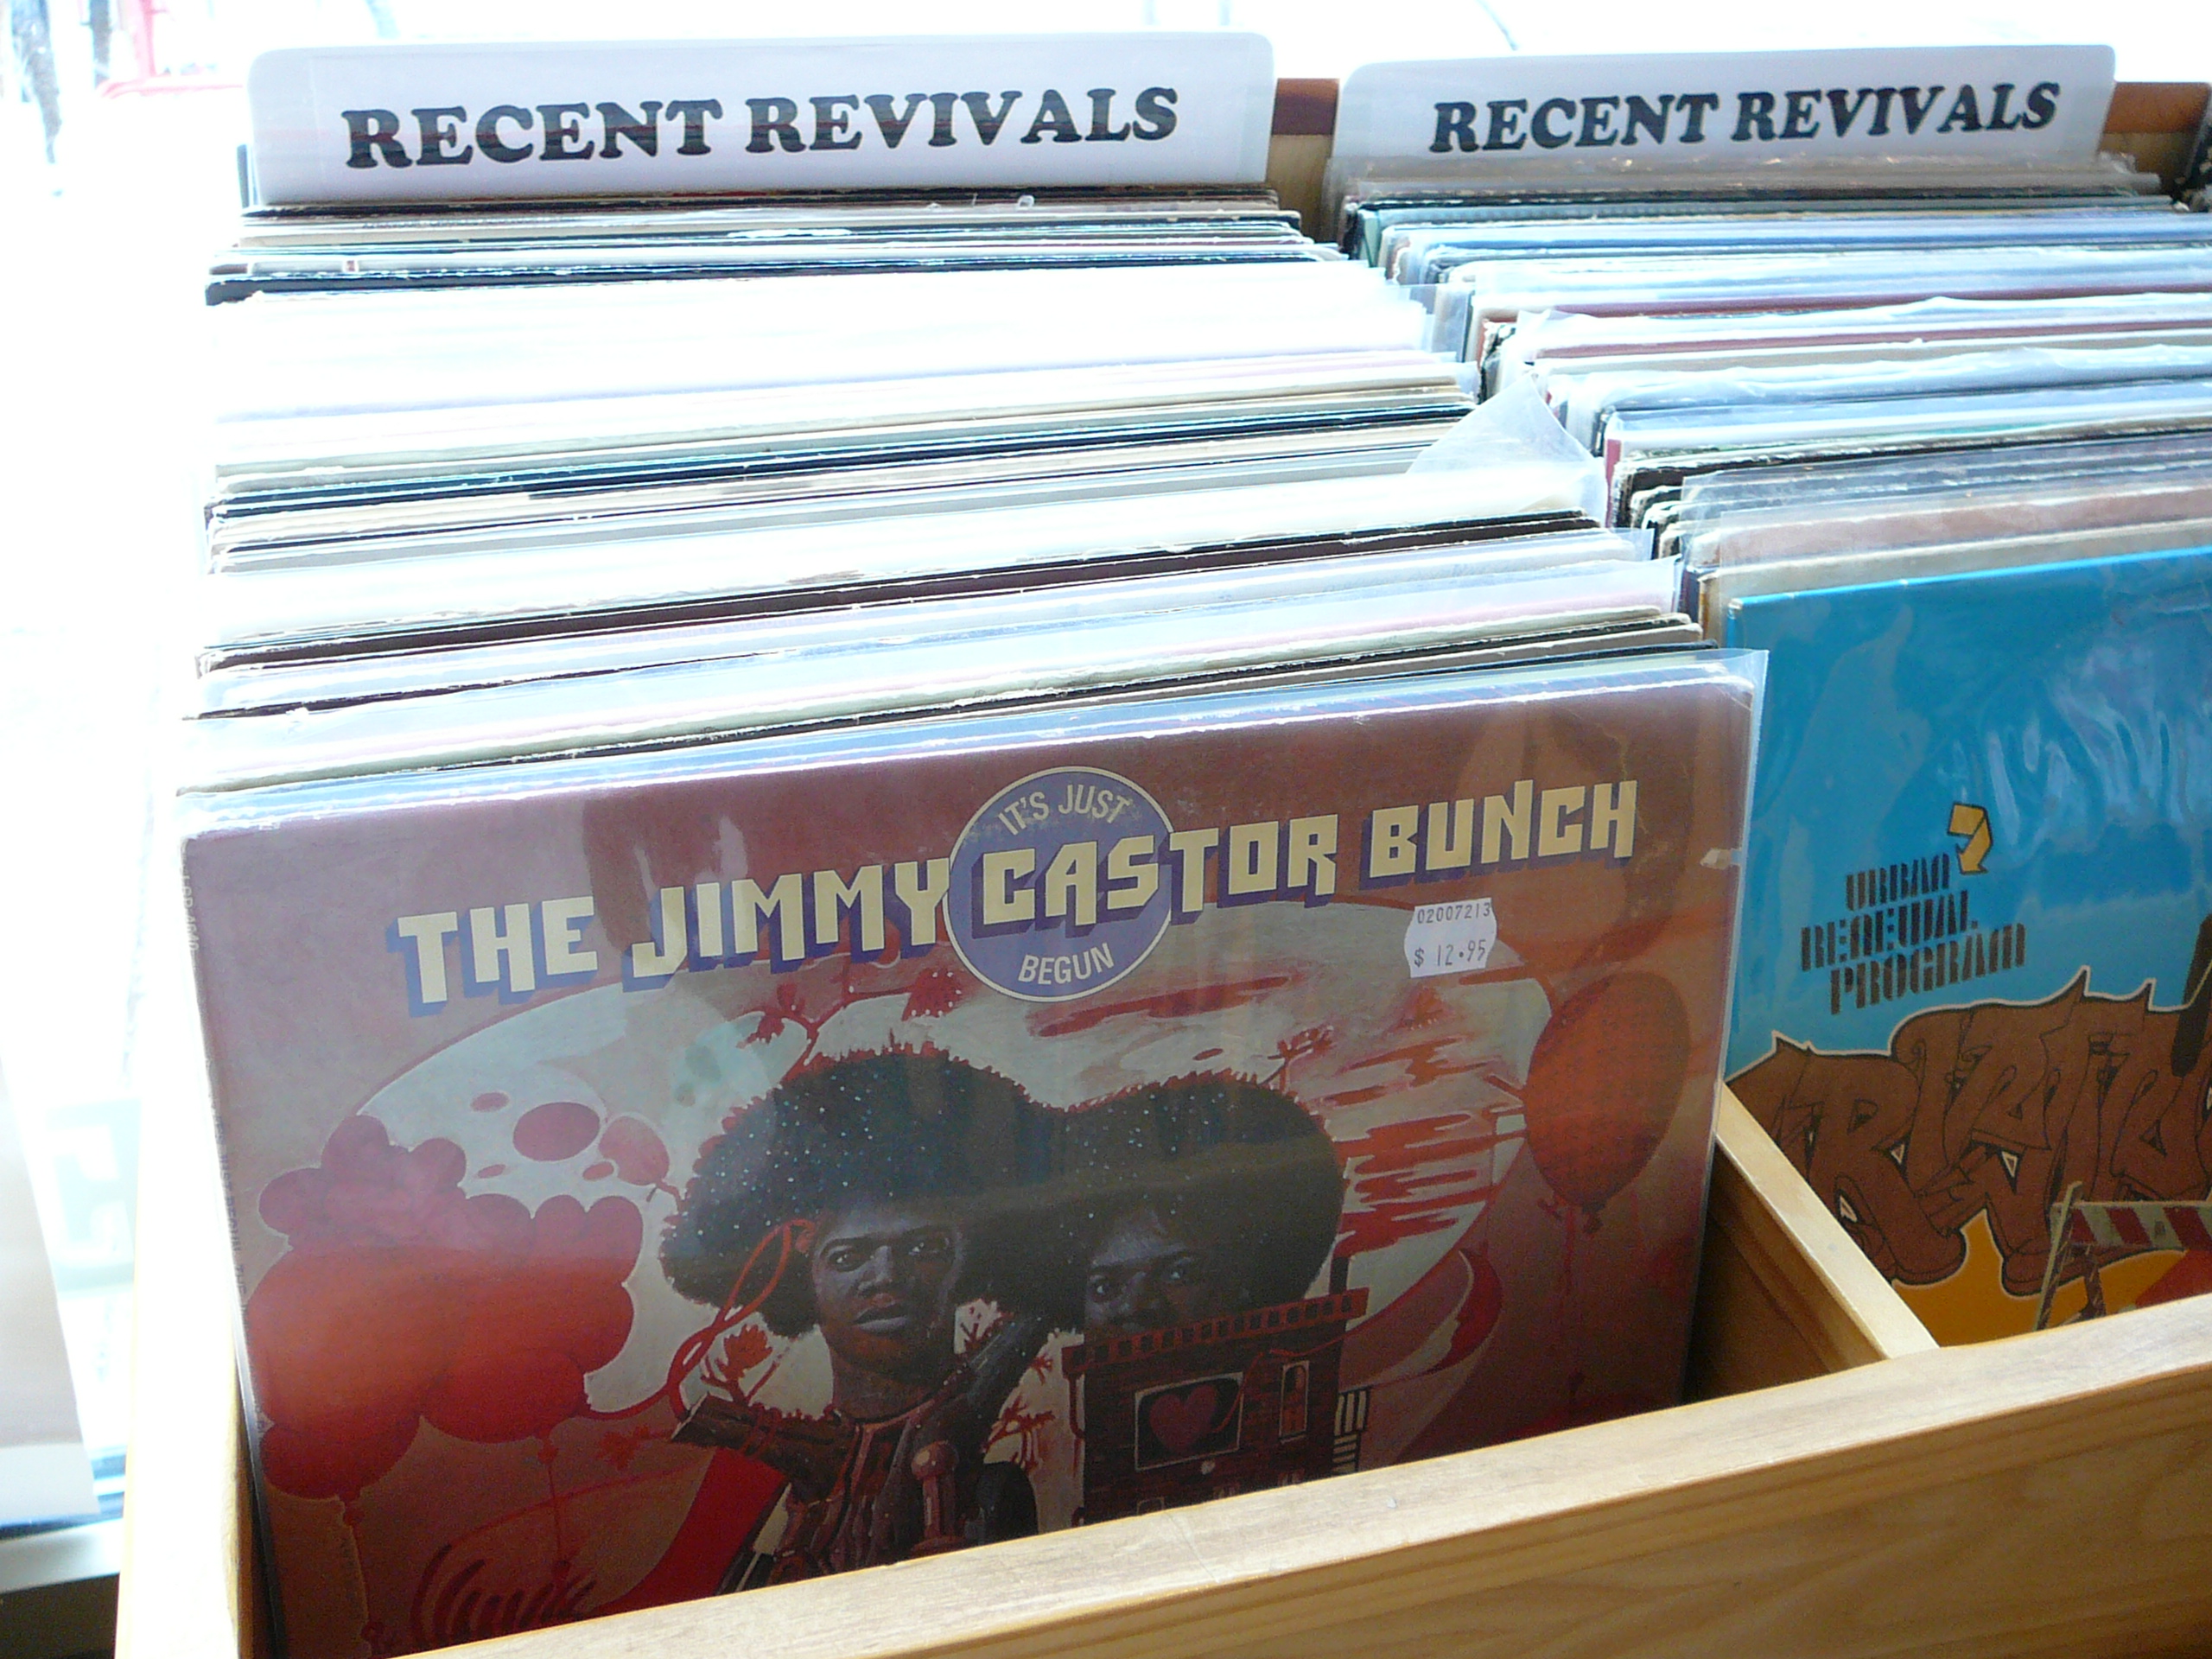 RECENT REVIVALS
RECENT REVIVALS
IT'S JUST
THE JIMMY CASTOR BUNCH
BEGUN
02007213
$ 12.95
URBAN
RENEWAL
PROGRAM